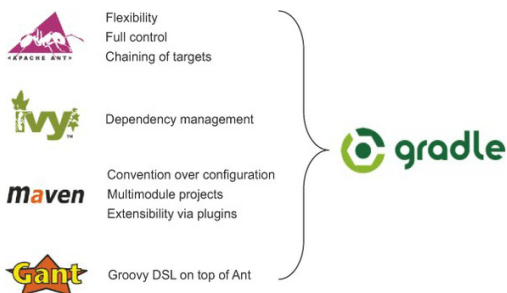 <APACHE ANT>
Flexibility
Full control
Chaining of targets
ivy
TM
Dependency management
maven
Convention over configuration
Multimodule projects
Extensibility via plugins
Gant
Groovy DSL on top of Ant
gradle